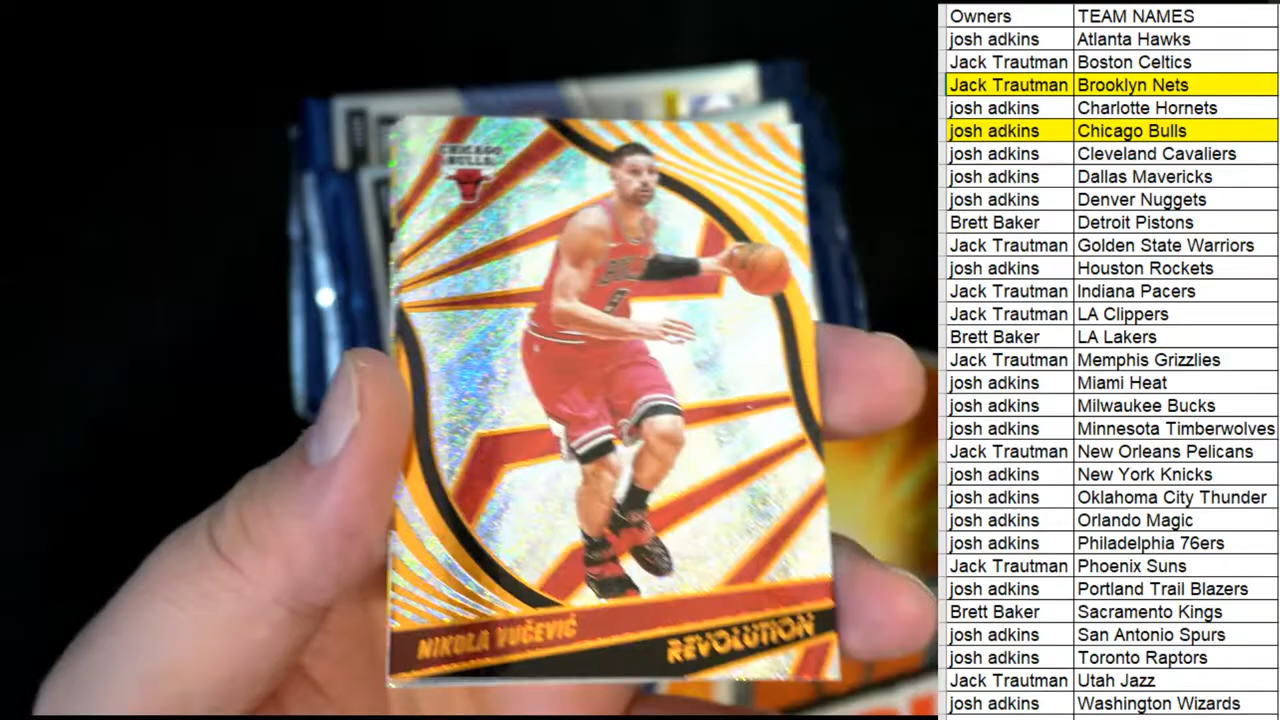 CHICAGO
BULLS
NIKOLA VUČEVIĆ
REVOLUTION
Owners TEAM NAMES
josh adkins Atlanta Hawks
Jack Trautman Boston Celtics
Jack Trautman Brooklyn Nets
josh adkins Charlotte Hornets
josh adkins Chicago Bulls
josh adkins Cleveland Cavaliers
josh adkins Dallas Mavericks
josh adkins Denver Nuggets
Brett Baker Detroit Pistons
Jack Trautman Golden State Warriors
josh adkins Houston Rockets
Jack Trautman Indiana Pacers
Jack Trautman LA Clippers
Brett Baker LA Lakers
Jack Trautman Memphis Grizzlies
josh adkins Miami Heat
josh adkins Milwaukee Bucks
josh adkins Minnesota Timberwolves
Jack Trautman New Orleans Pelicans
josh adkins New York Knicks
josh adkins Oklahoma City Thunder
josh adkins Orlando Magic
josh adkins Philadelphia 76ers
Jack Trautman Phoenix Suns
josh adkins Portland Trail Blazers
Brett Baker Sacramento Kings
josh adkins San Antonio Spurs
josh adkins Toronto Raptors
Jack Trautman Utah Jazz
josh adkins Washington Wizards